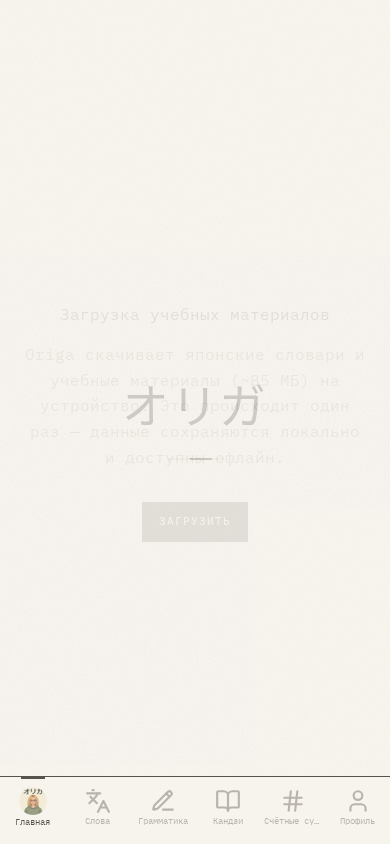 Загрузка учебных материалов
Origa скачивает японские словари и
учебные материалы (~85 МБ) на
устройство. Это происходит один
раз — данные сохраняются локально
и доступны офлайн.
オリガ
ЗАГРУЗИТЬ
オリガ
Главная
Слова
Грамматика
Кандзи
Счётные су…
Профиль